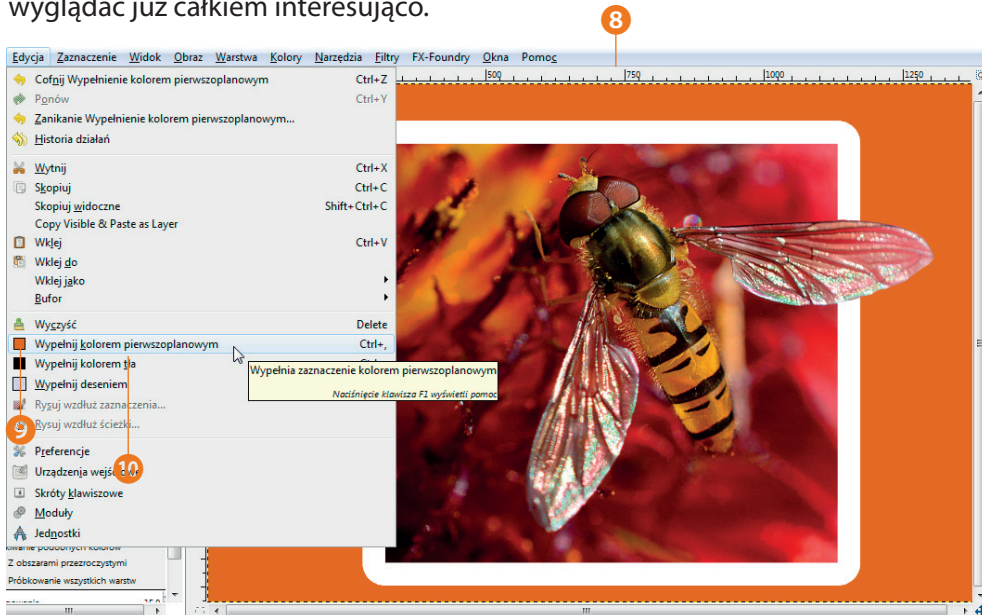 wyglądać już całkiem interesująco.
8
Edycja Zaznaczenie Widok Obraz Warstwa Kolory Narzędzia Filtry FX-Foundry Okna Pomoc
500 750 1000 1250
Cofnij Wypełnienie kolorem pierwszoplanowym Ctrl+Z
Ponów Ctrl+Y
Zanikanie Wypełnienie kolorem pierwszoplanowym...
Historia działań
Wytnij Ctrl+X
Skopiuj Ctrl+C
Skopiuj widoczne Shift+Ctrl+C
Copy Visible & Paste as Layer
Wklej Ctrl+V
Wklej do
Wklej jako
Bufor
Wyczyść Delete
Wypełnij kolorem pierwszoplanowym Ctrl+,
Wypełnij kolorem tła
Wypełnia zaznaczenie kolorem pierwszoplanowym
Wypełnij deseniem
Naciśnięcie klawisza F1 wyświetli pomoc
Rysuj wzdłuż zaznaczenia...
9 Rysuj wzdłuż ścieżki...
Preferencje
10
Urządzenia
Skróty klawiszowe
Moduły
Jednostki
podobnych kolorów
Z obszarami przezroczystymi
Próbkowanie wszystkich warstw